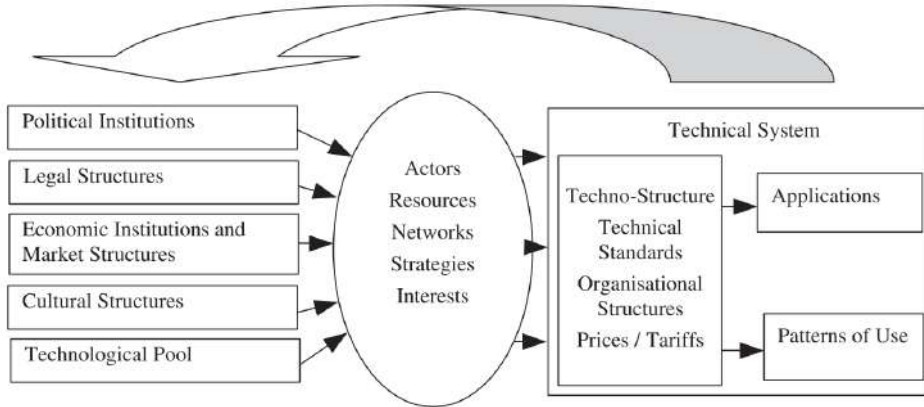 Political Institutions
Legal Structures
Economic Institutions and
Market Structures
Cultural Structures
Technological Pool
Actors
Resources
Networks
Strategies
Interests
Technical System
Techno-Structure
Technical
Standards
Organisational
Structures
Prices / Tariffs
Applications
Patterns of Use